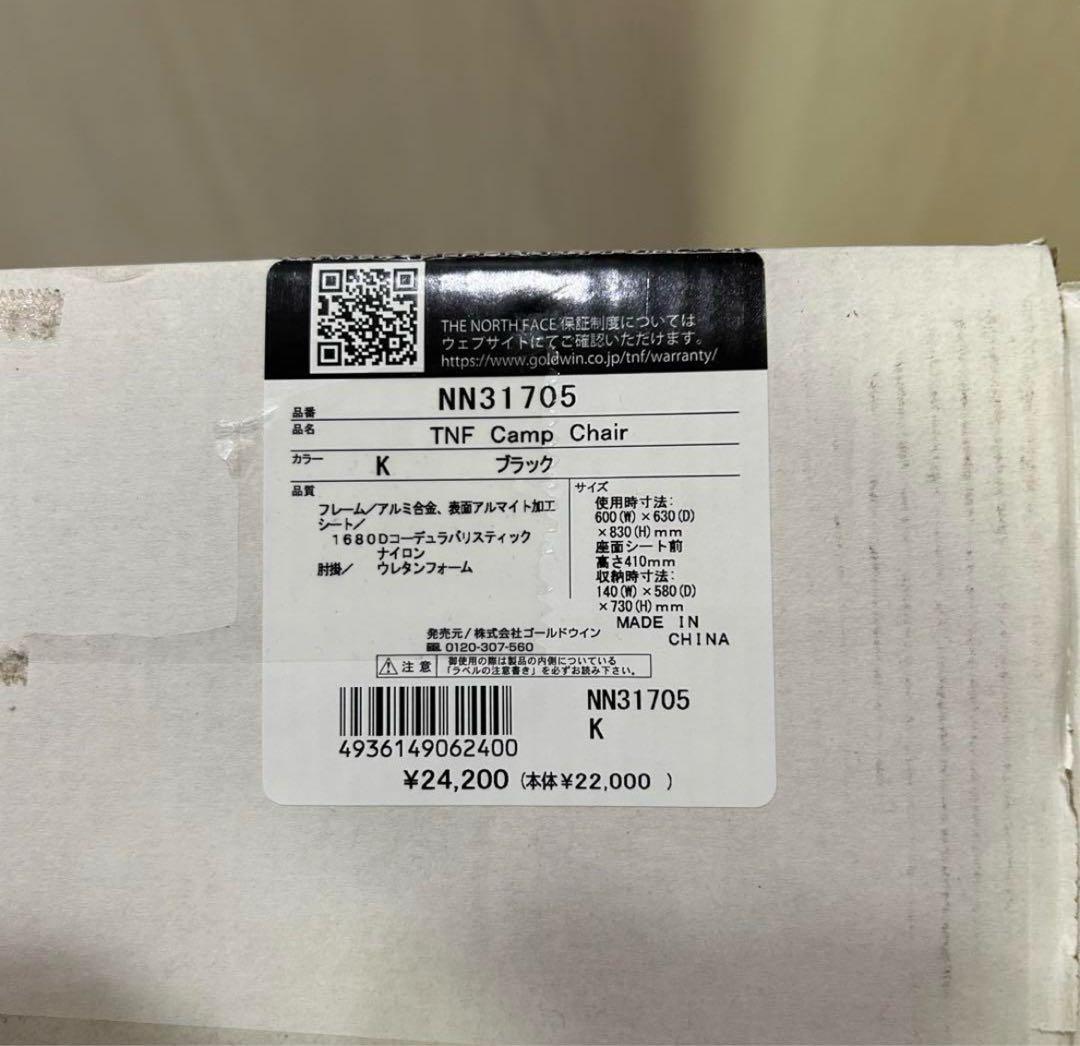 THE NORTH FACE 保証制度については
ウェブサイトにてご確認いただけます。
https://www.goldwin.co.jp/tnf/warranty/
品番 NN31705
品名 TNF Camp Chair
カラー K ブラック
品質
フレーム/アルミ合金、表面アルマイト加工
シート/
1680Dコーデュラバリスティック
ナイロン
肘掛/ ウレタンフォーム
サイズ
使用時寸法:
600(W)×630(D)
×830(H)mm
座面シート前
高さ410mm
収納時寸法:
140(W)×580(D)
×730(H)mm
MADE IN
CHINA
発売元/株式会社ゴールドウイン
0120-307-560
注意 御使用の際は製品の内側についている
「ラベルの注意書き」を必ずお読み下さい。
4936149062400
NN31705
K
¥24,200 (本体¥22,000 )